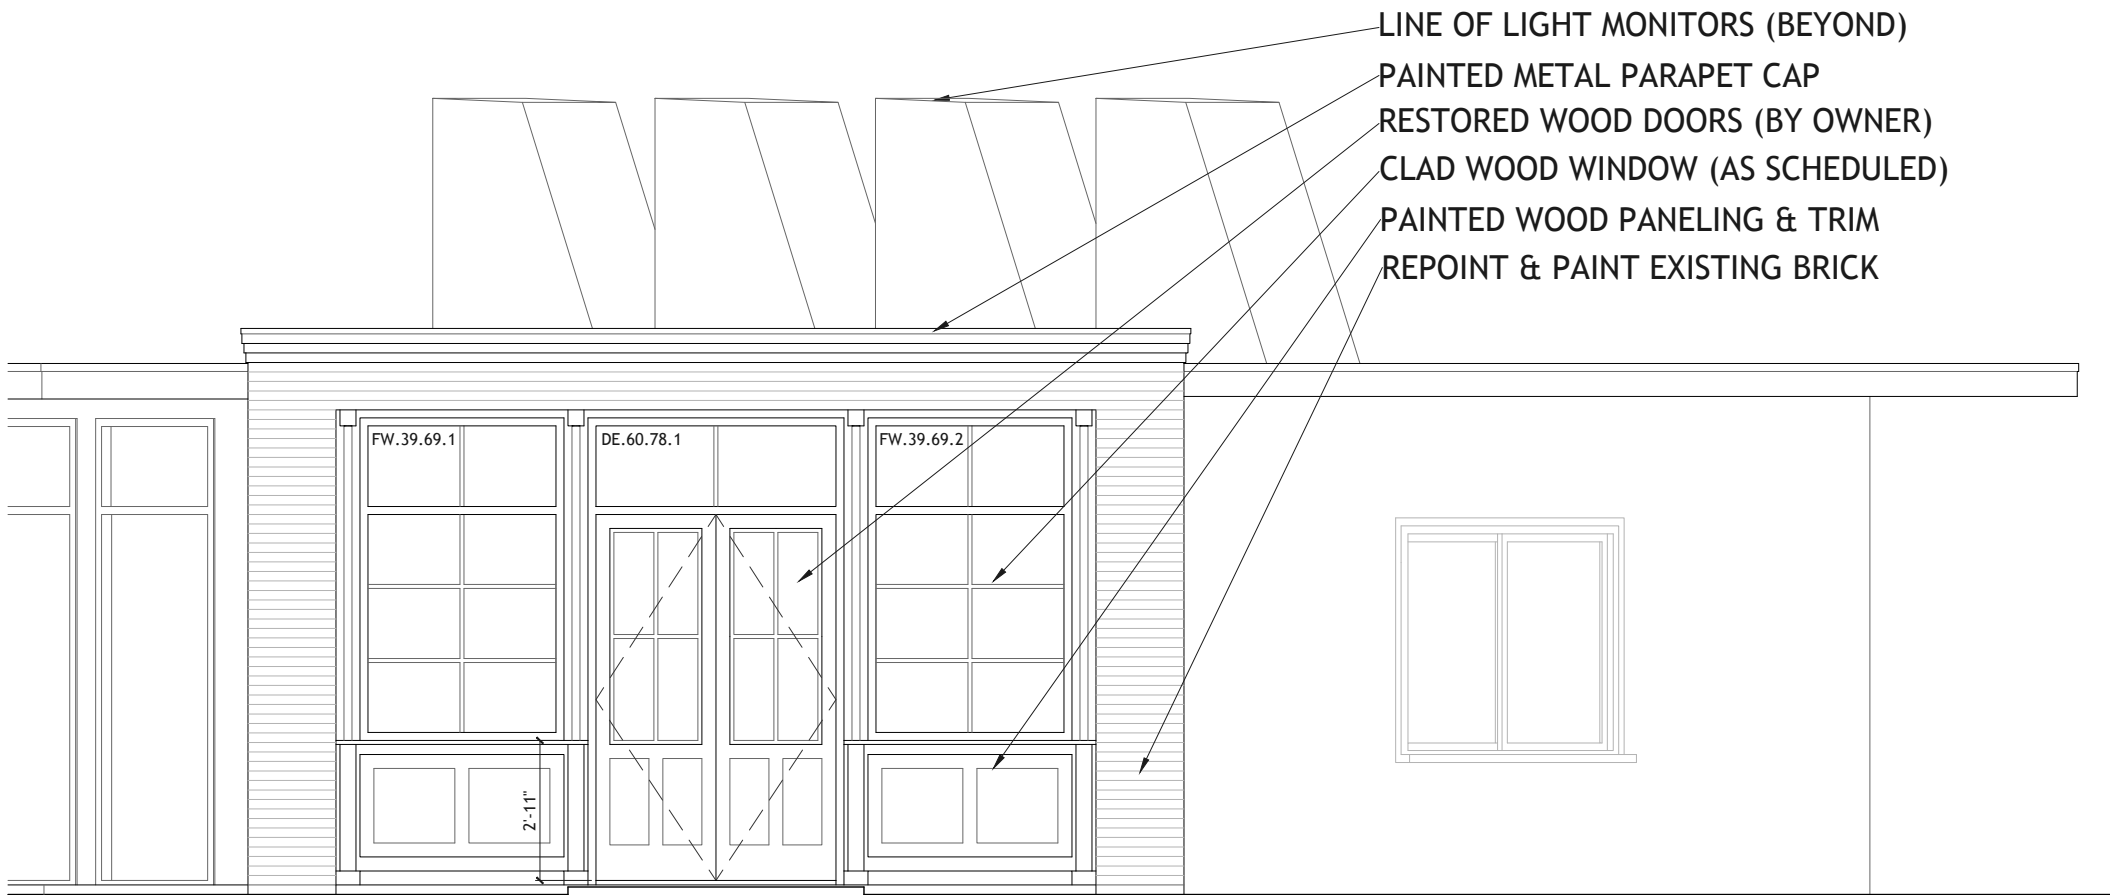 LINE OF LIGHT MONITORS (BEYOND)
PAINTED METAL PARAPET CAP
RESTORED WOOD DOORS (BY OWNER)
CLAD WOOD WINDOW (AS SCHEDULED)
PAINTED WOOD PANELING & TRIM
REPOINT & PAINT EXISTING BRICK
FW.39.69.1
DE.60.78.1
FW.39.69.2
2'-11"